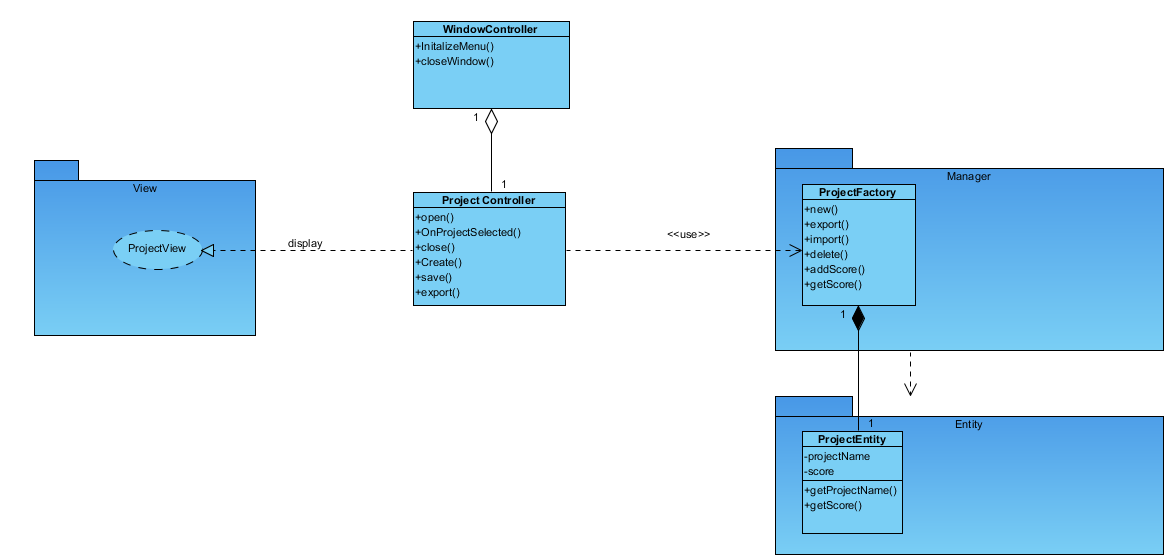 WindowController
+InitalizeMenu()
+closeWindow()
1
1
Project Controller
+open()
+OnProjectSelected()
+close()
+Create()
+save()
+export()
View
ProjectView
display
<<use>>
Manager
ProjectFactory
+new()
+export()
+import()
+delete()
+addScore()
+getScore()
1
1
Entity
ProjectEntity
-projectName
-score
+getProjectName()
+getScore()